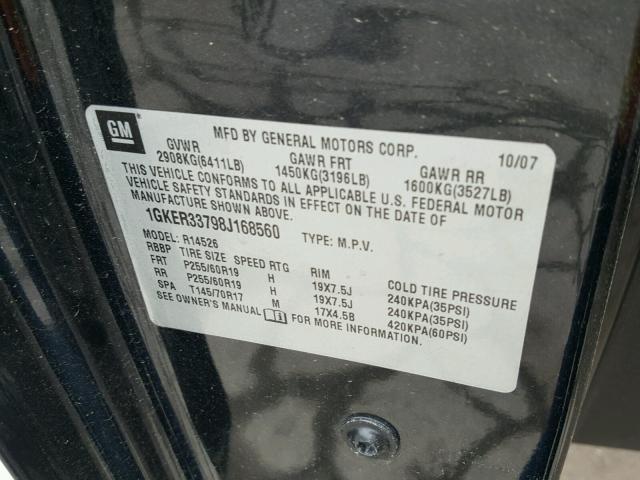 GM
MFD BY GENERAL MOTORS CORP. 10/07
GVWR GAWR FRT GAWR RR
2908KG(6411LB) 1450KG(3196LB) 1600KG(3527LB)
THIS VEHICLE CONFORMS TO ALL APPLICABLE U.S. FEDERAL MOTOR
VEHICLE SAFETY STANDARDS IN EFFECT ON THE DATE OF
MANUFACTURE SHOWN ABOVE.
1GKER33798J168560 TYPE: M.P.V.
MODEL: R14526
RBBP TIRE SIZE SPEED RTG RIM COLD TIRE PRESSURE
FRT P255/60R19 H 19X7.5J 240KPA(35PSI)
RR P255/60R19 H 19X7.5J 240KPA(35PSI)
SPA T145/70R17 M 17X4.5B 420KPA(60PSI)
SEE OWNER'S MANUAL FOR MORE INFORMATION.